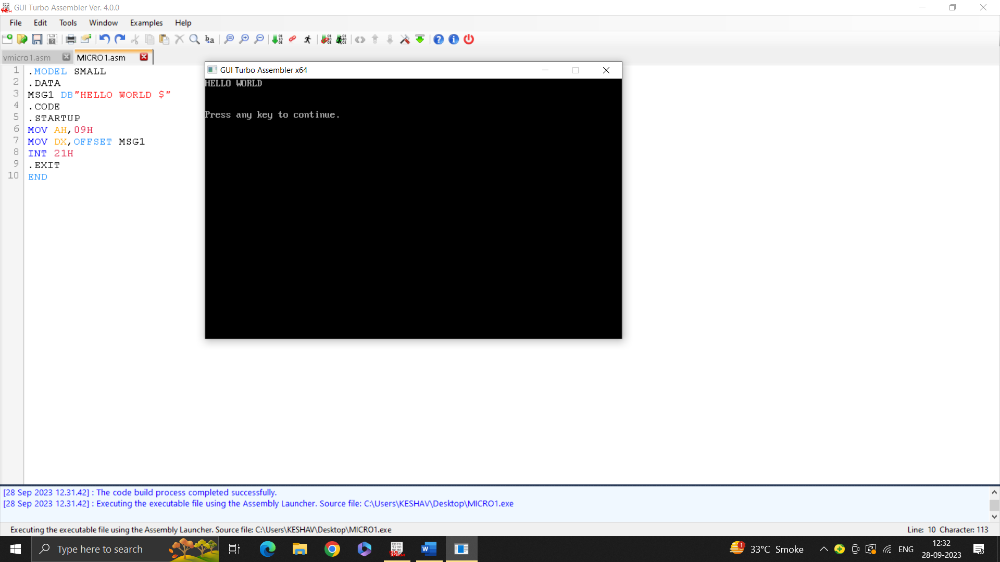 GUI Turbo Assembler Ver. 4.0.0
File Edit Tools Window Examples Help
vmicro1.asm MICRO1.asm
1 .MODEL SMALL
2 .DATA
3 MSG1 DB"HELLO WORLD $"
4 .CODE
5 .STARTUP
6 MOV AH,09H
7 MOV DX,OFFSET MSG1
8 INT 21H
9 .EXIT
10 END
GUI Turbo Assembler x64
HELLO WORLD
Press any key to continue.
[28 Sep 2023 12.31.42] : The code build process completed successfully.
[28 Sep 2023 12.31.42] : Executing the executable file using the Assembly Launcher. Source file: C:\Users\KESHAV\Desktop\MICRO1.exe
Executing the executable file using the Assembly Launcher. Source file: C:\Users\KESHAV\Desktop\MICRO1.exe
Line: 10 Character: 113
Type here to search
1 33°C Smoke
ENG
12:32
28-09-2023